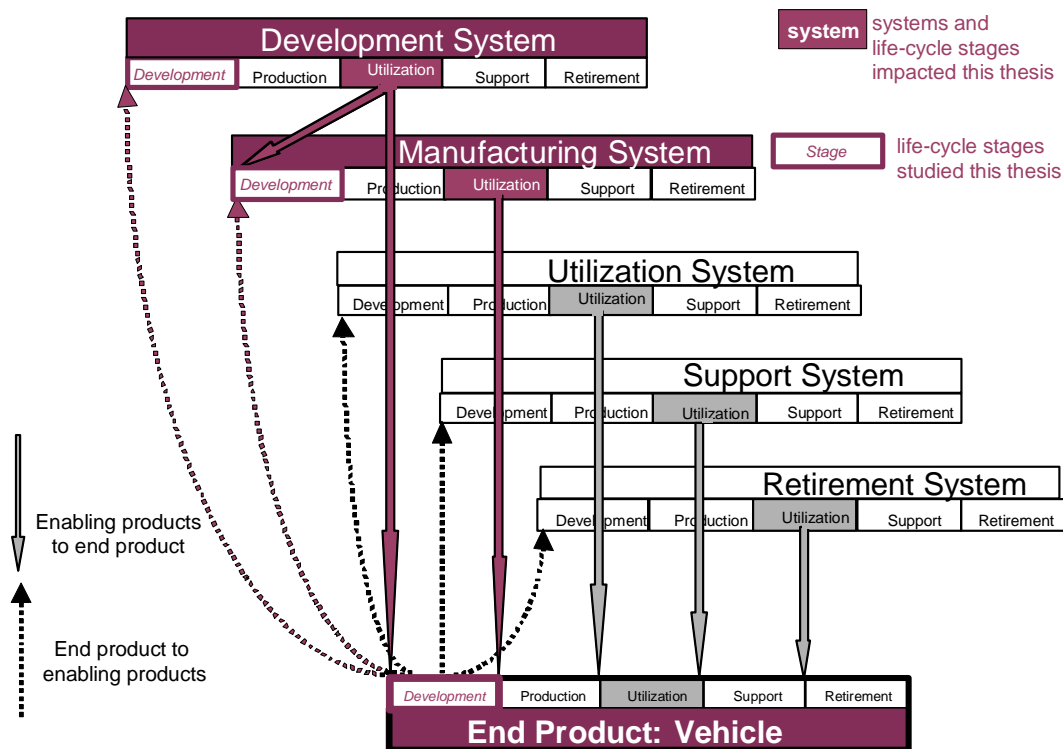 Development System
Development Production Utilization Support Retirement
system
systems and
life-cycle stages
impacted this thesis
Manufacturing System
Development Production Utilization Support Retirement
Stage
life-cycle stages
studied this thesis
Utilization System
Development Production Utilization Support Retirement
Support System
Development Production Utilization Support Retirement
Retirement System
Development Production Utilization Support Retirement
Enabling products
to end product
End product to
enabling products
Development Production Utilization Support Retirement
End Product: Vehicle